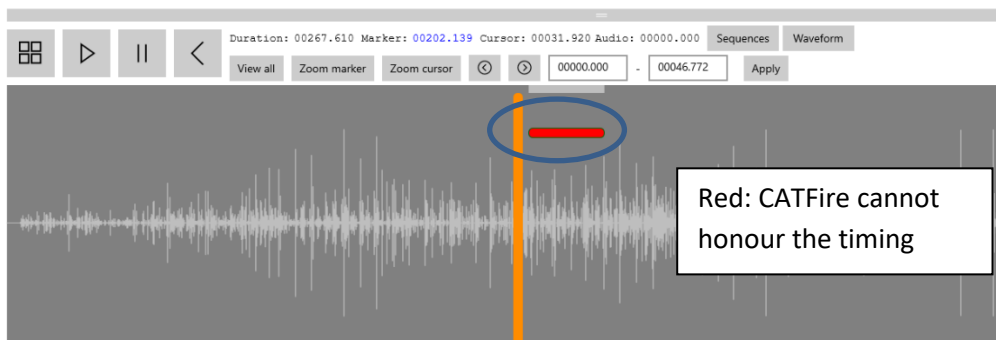 Duration: 00267.610 Marker: 00202.139 Cursor: 00031.920 Audio: 00000.000 Sequences Waveform
View all Zoom marker Zoom cursor 00000.000 - 00046.772 Apply
Red: CATFire cannot
honour the timing